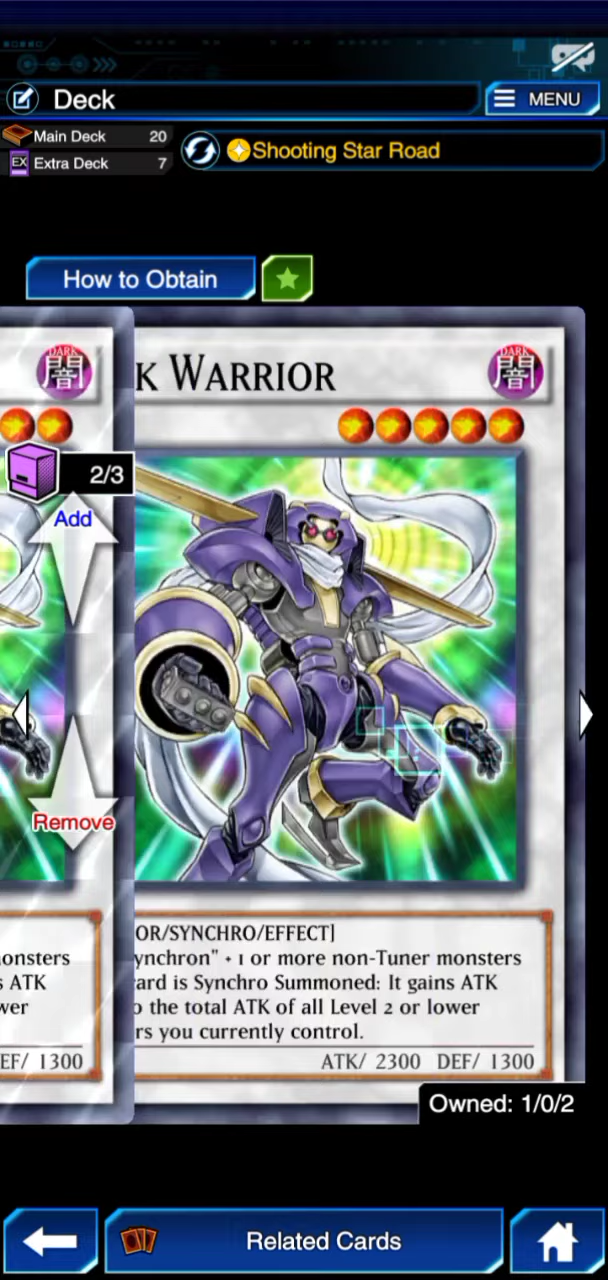 Deck
MENU
Main Deck 20
EX Extra Deck 7
Shooting Star Road
How to Obtain
DARK
闇
K WARRIOR
DARK
闇
2/3
Add
Remove
OR/SYNCHRO/EFFECT]
ynchron" + 1 or more non-Tuner monsters
ard is Synchro Summoned: It gains ATK
o the total ATK of all Level 2 or lower
rs you currently control.
ATK/ 2300 DEF/ 1300
onsters
s ATK
wer
EF/ 1300
Owned: 1/0/2
Related Cards